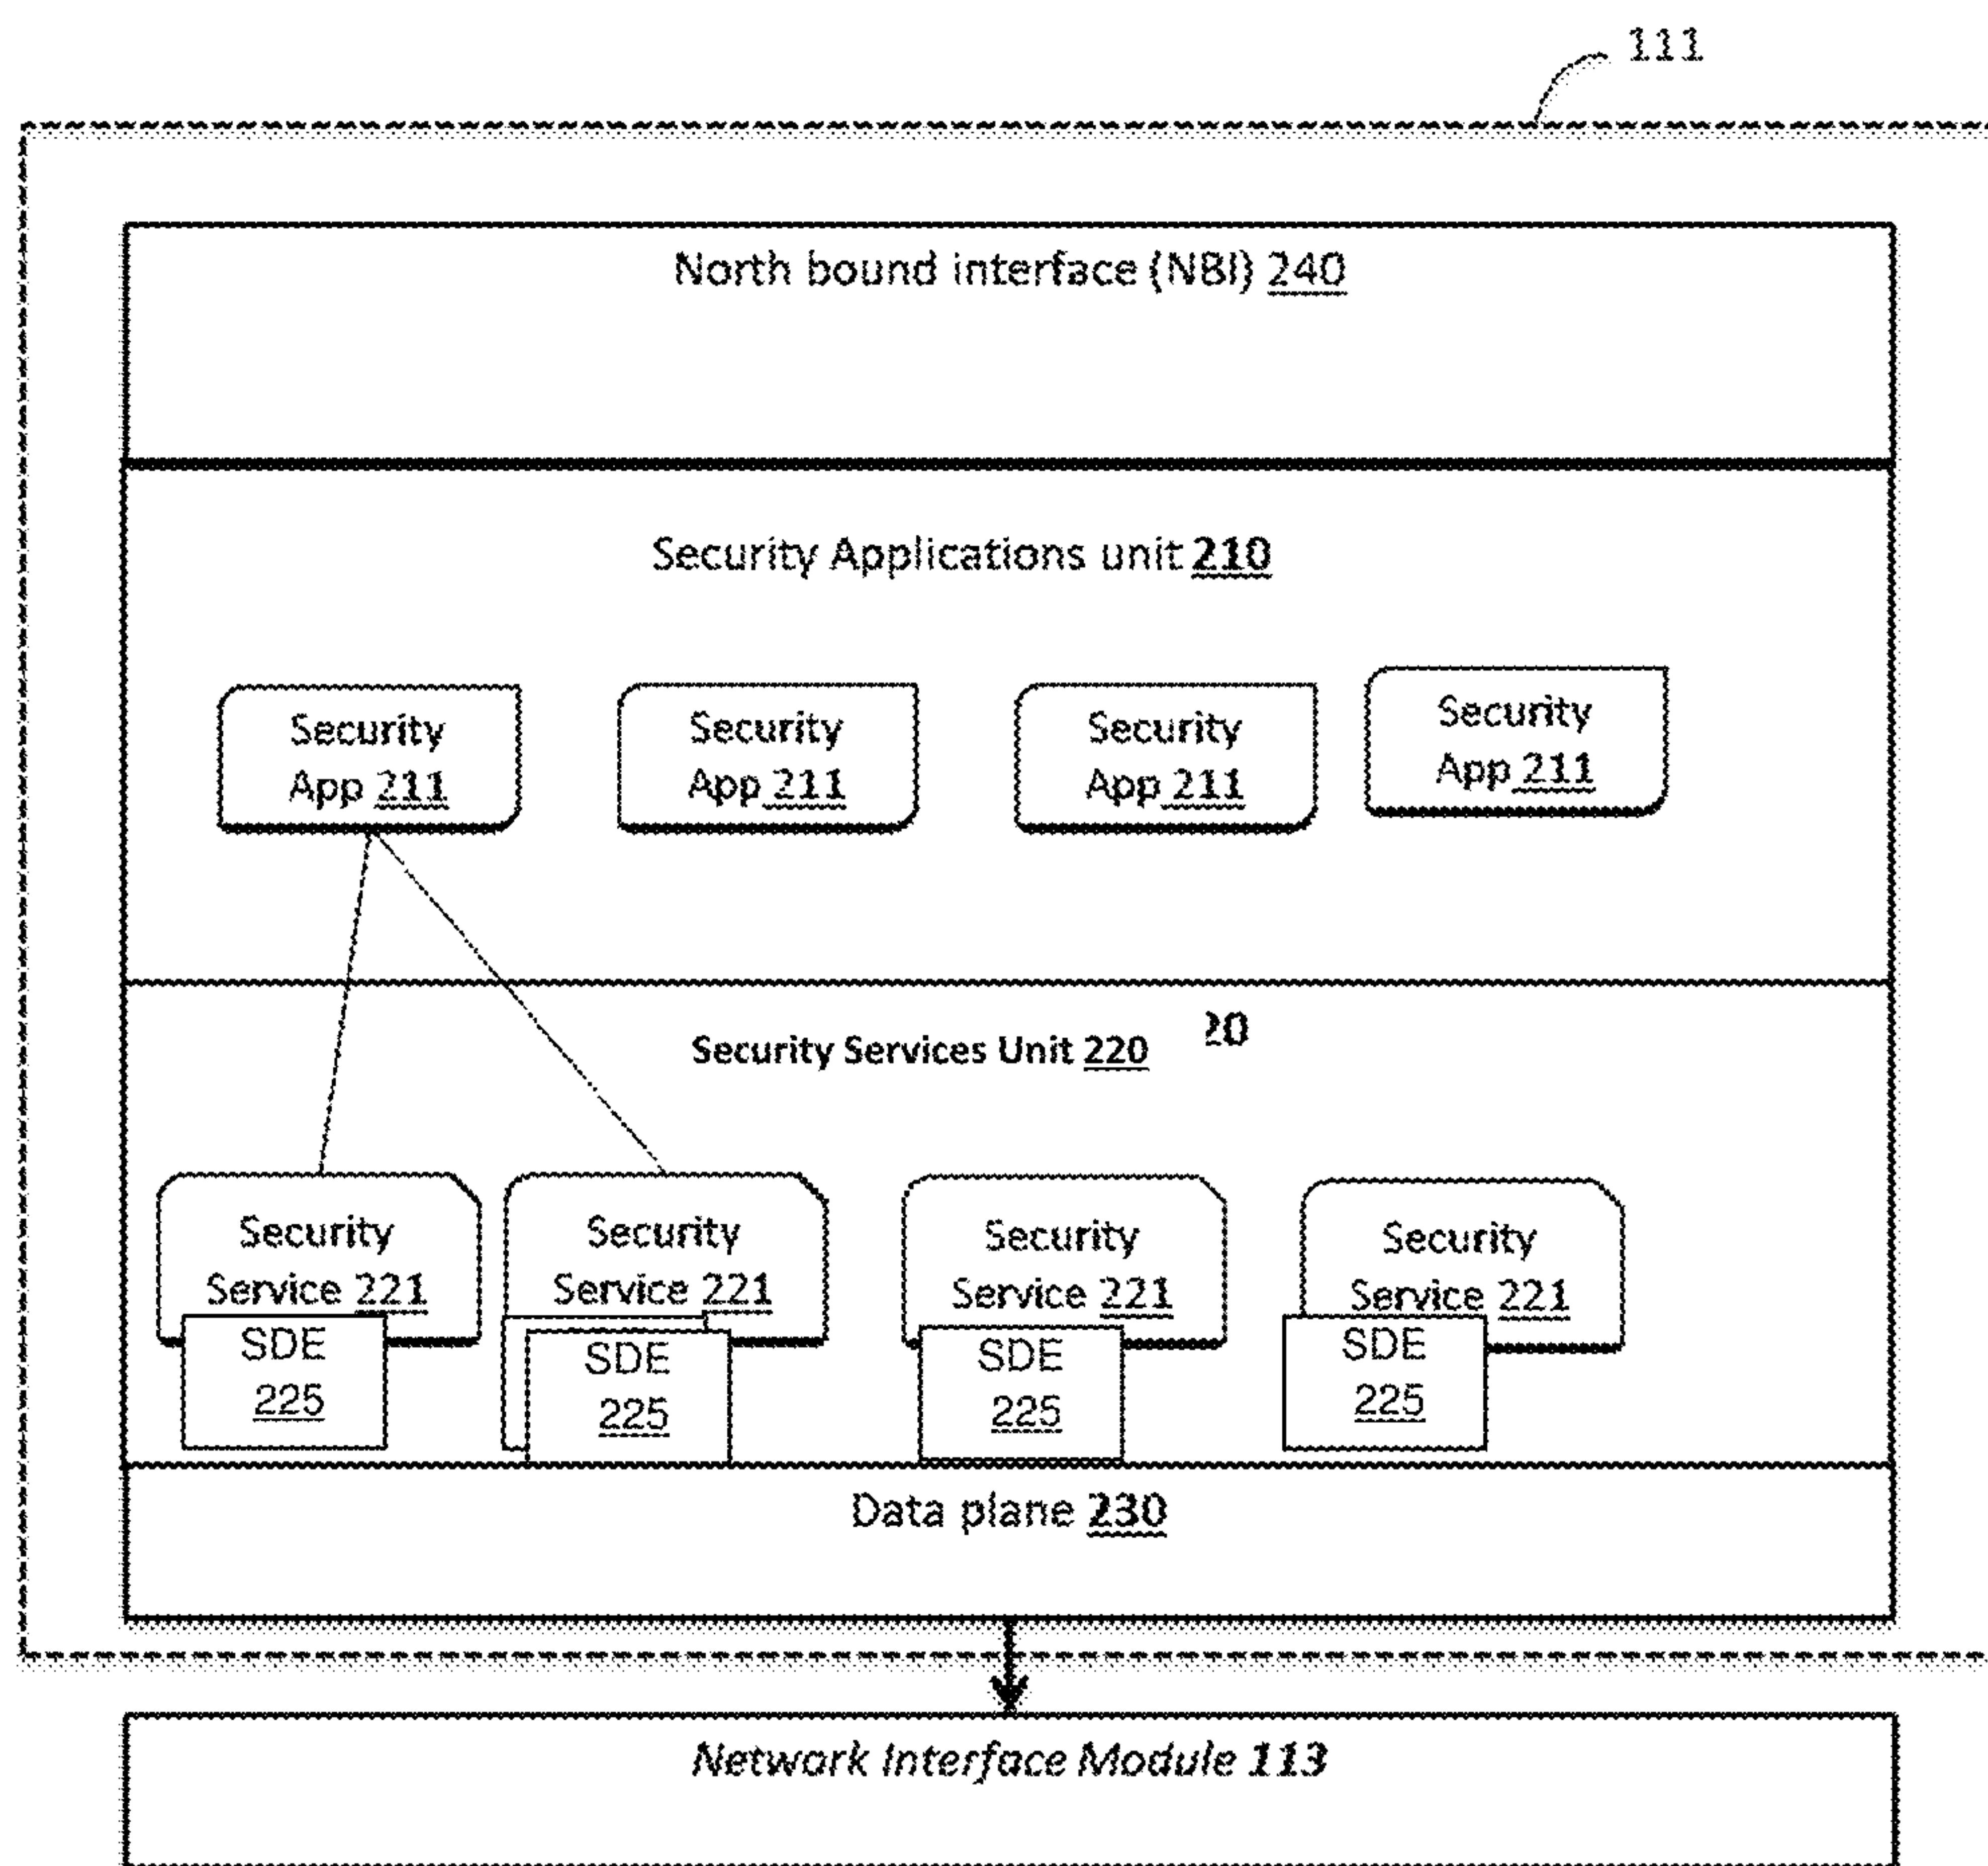 111
North bound interface (NBI) 240
Security Applications unit 210
Security
App 211
Security
App 211
Security
App 211
Security
App 211
Security Services Unit 220
20
Security
Service 221
Security
Service 221
Security
Service 221
Security
Service 221
SDE
225
SDE
225
SDE
225
SDE
225
Data plane 230
Network Interface Module 113